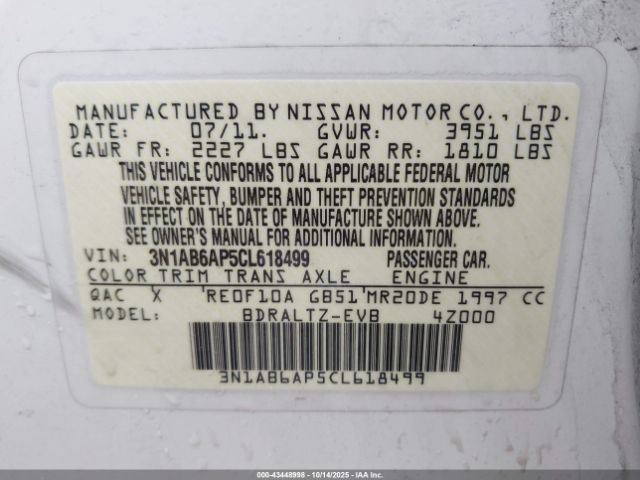 MANUFACTURED BY NISSAN MOTOR CO., LTD.
DATE: 07/11. GVWR: 3951 LBS
GAWR FR: 2227 LBS GAWR RR: 1810 LBS
THIS VEHICLE CONFORMS TO ALL APPLICABLE FEDERAL MOTOR
VEHICLE SAFETY, BUMPER AND THEFT PREVENTION STANDARDS
IN EFFECT ON THE DATE OF MANUFACTURE SHOWN ABOVE.
SEE OWNER'S MANUAL FOR ADDITIONAL INFORMATION.
VIN: 3N1AB6AP5CL618499 PASSENGER CAR.
COLOR TRIM TRANS AXLE ENGINE
QAC X RE0F10A GB51 MR20DE 1997 CC
MODEL: BDRALTZ-EVB 4Z000
3N1AB6AP5CL618499
000-43448998 10/14/2025 IAAI.com